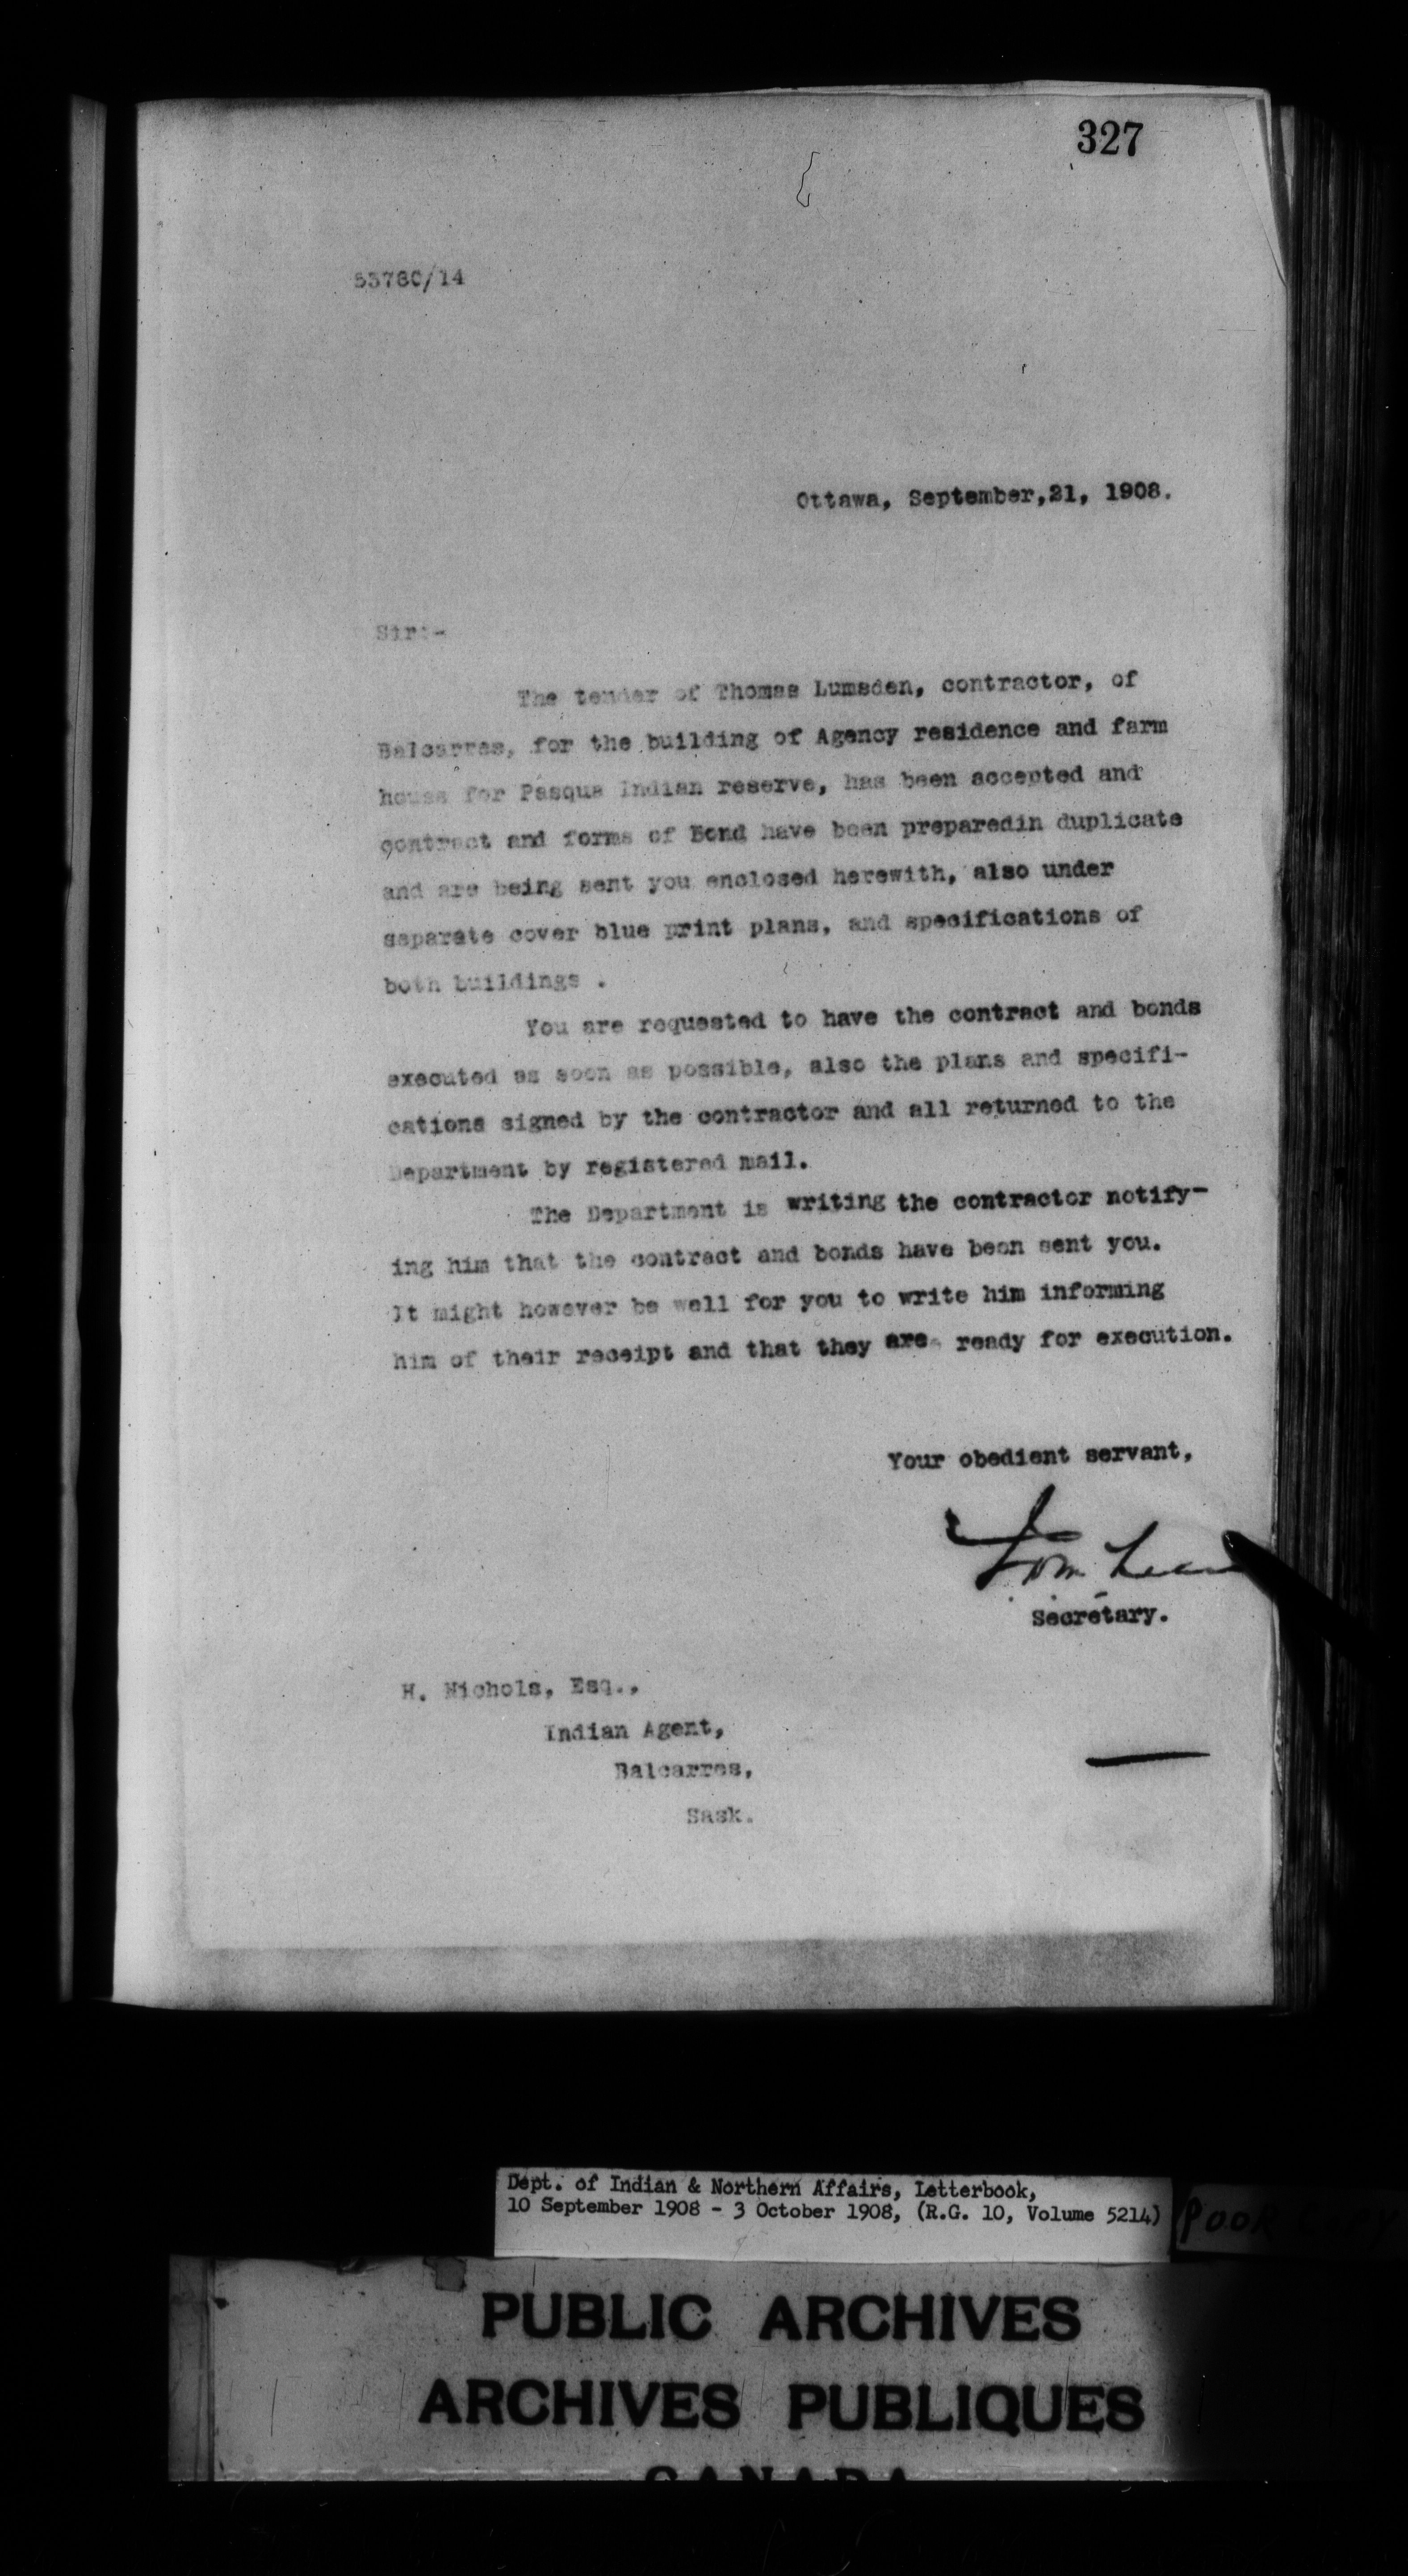 327
53780/14
Ottawa, September,21, 1908.
Sir:-
The tender of Thomas Lumsden, contractor, of
Balcarres, for the building of Agency residence and farm
house for Pasqua Indian reserve, has been accepted and
contract and forms of Bond have been preparedin duplicate
and are being sent you enclosed herewith, also under
separate cover blue print plans, and specifications of
both buildings .
You are requested to have the contract and bonds
executed as soon as possible, also the plans and specifi-
cations signed by the contractor and all returned to the
Department by registered mail.
The Department is writing the contractor notify-
ing him that the contract and bonds have been sent you.
It might however be well for you to write him informing
him of their receipt and that they are ready for execution.
Your obedient servant,
Secretary.
H. Nichols, Esq.,
Indian Agent,
Balcarres,
Sask.
Dept. of Indian & Northern Affairs, Letterbook,
10 September 1908 - 3 October 1908, (R.G. 10, Volume 5214)
POOR COPY
PUBLIC ARCHIVES
ARCHIVES PUBLIQUES
CANADA